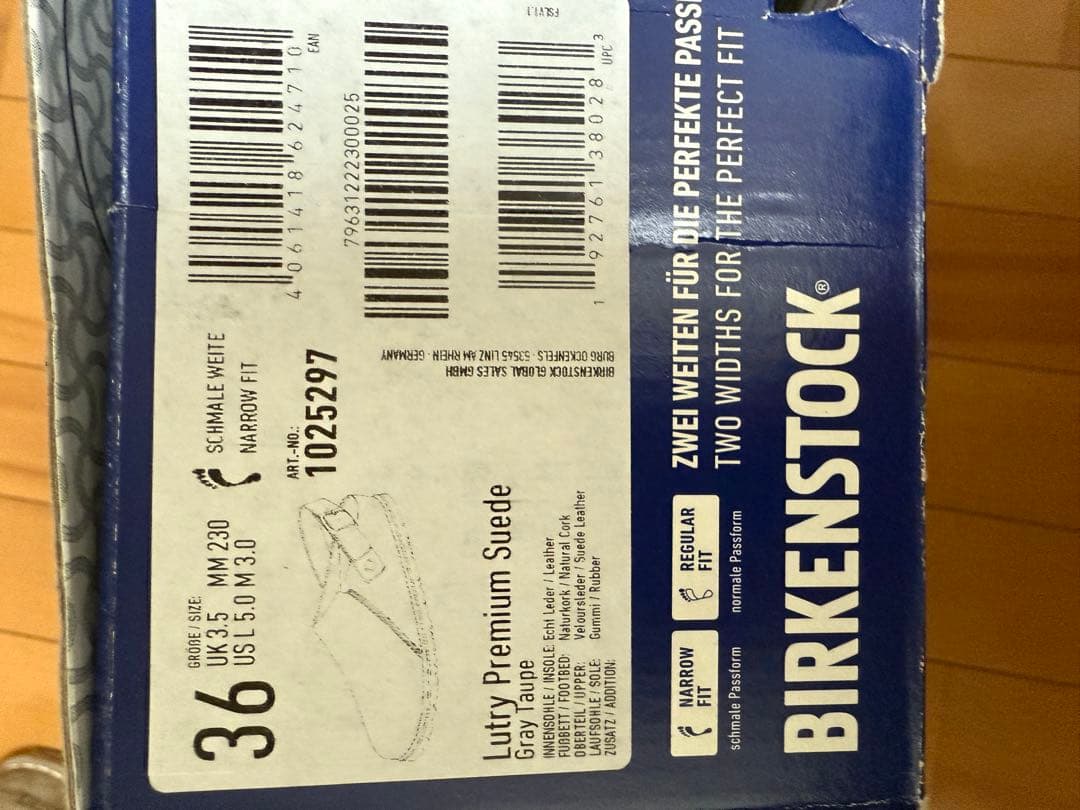 36
GRÖßE / SIZE:
UK 3.5 MM 230
US L 5.0 M 3.0
SCHMALE WEITE
NARROW FIT
ART.-NO.:
1025297
4 061418 624710
EAN
79631222300025
1 92761 38028 3
UPC
FSLV1.1
BIRKENSTOCK GLOBAL SALES GMBH
BURG OCKENFELS · 53545 LINZ AM RHEIN · GERMANY
Lutry Premium Suede
Gray Taupe
INNENSOHLE / INSOLE: Echt Leder / Leather
FUßBETT / FOOTBED: Naturkork / Natural Cork
OBERTEIL / UPPER: Veloursleder / Suede Leather
LAUFSOHLE / SOLE: Gummi / Rubber
ZUSATZ / ADDITION:
NARROW
FIT
schmale Passform
REGULAR
FIT
normale Passform
ZWEI WEITEN FÜR DIE PERFEKTE PASS
TWO WIDTHS FOR THE PERFECT FIT
BIRKENSTOCK®